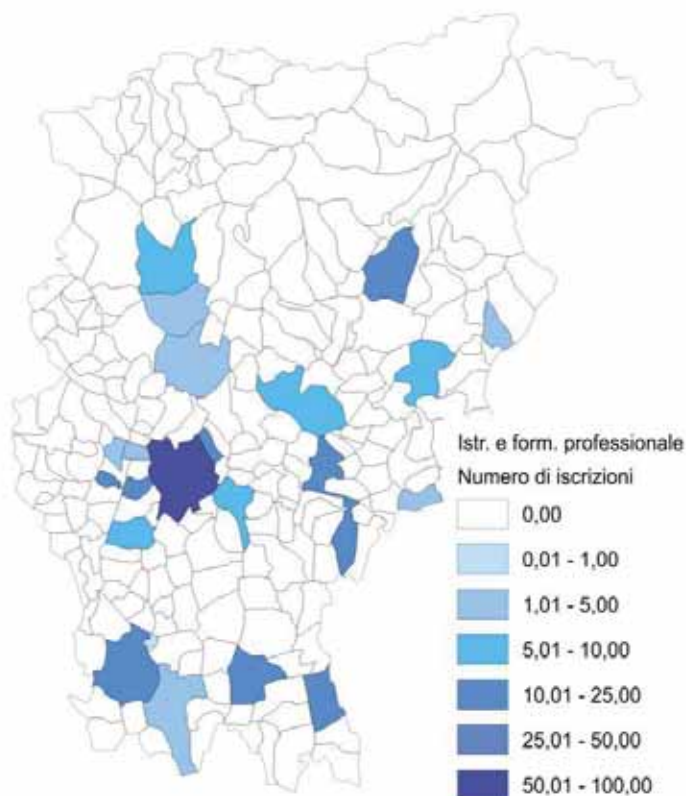 Istr. e form. professionale
Numero di iscrizioni
0,00
0,01 - 1,00
1,01 - 5,00
5,01 - 10,00
10,01 - 25,00
25,01 - 50,00
50,01 - 100,00